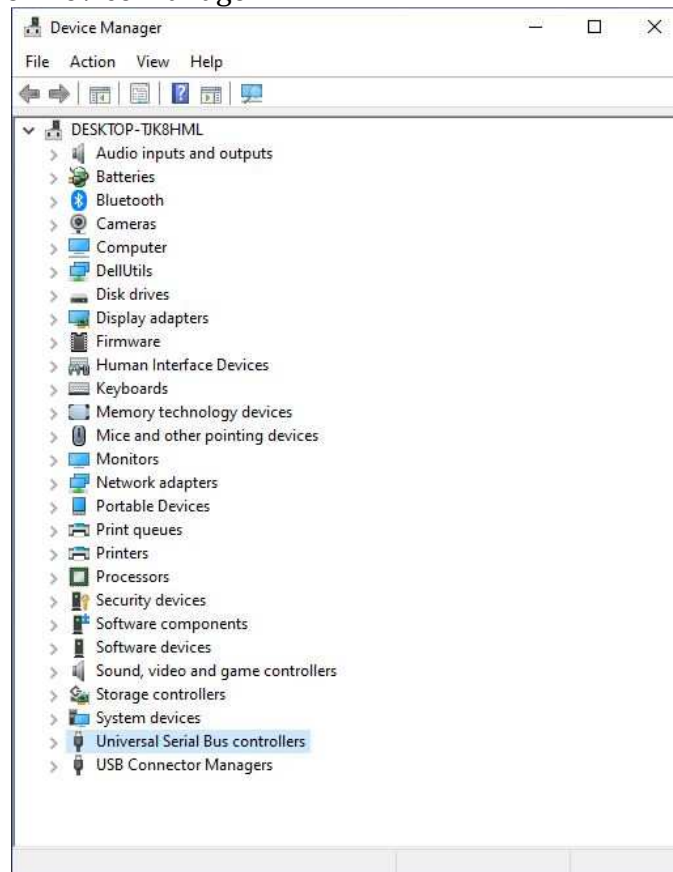 Device Manager
File Action View Help
DESKTOP-TJK8HML
Audio inputs and outputs
Batteries
Bluetooth
Cameras
Computer
DellUtils
Disk drives
Display adapters
Firmware
Human Interface Devices
Keyboards
Memory technology devices
Mice and other pointing devices
Monitors
Network adapters
Portable Devices
Print queues
Printers
Processors
Security devices
Software components
Software devices
Sound, video and game controllers
Storage controllers
System devices
Universal Serial Bus controllers
USB Connector Managers